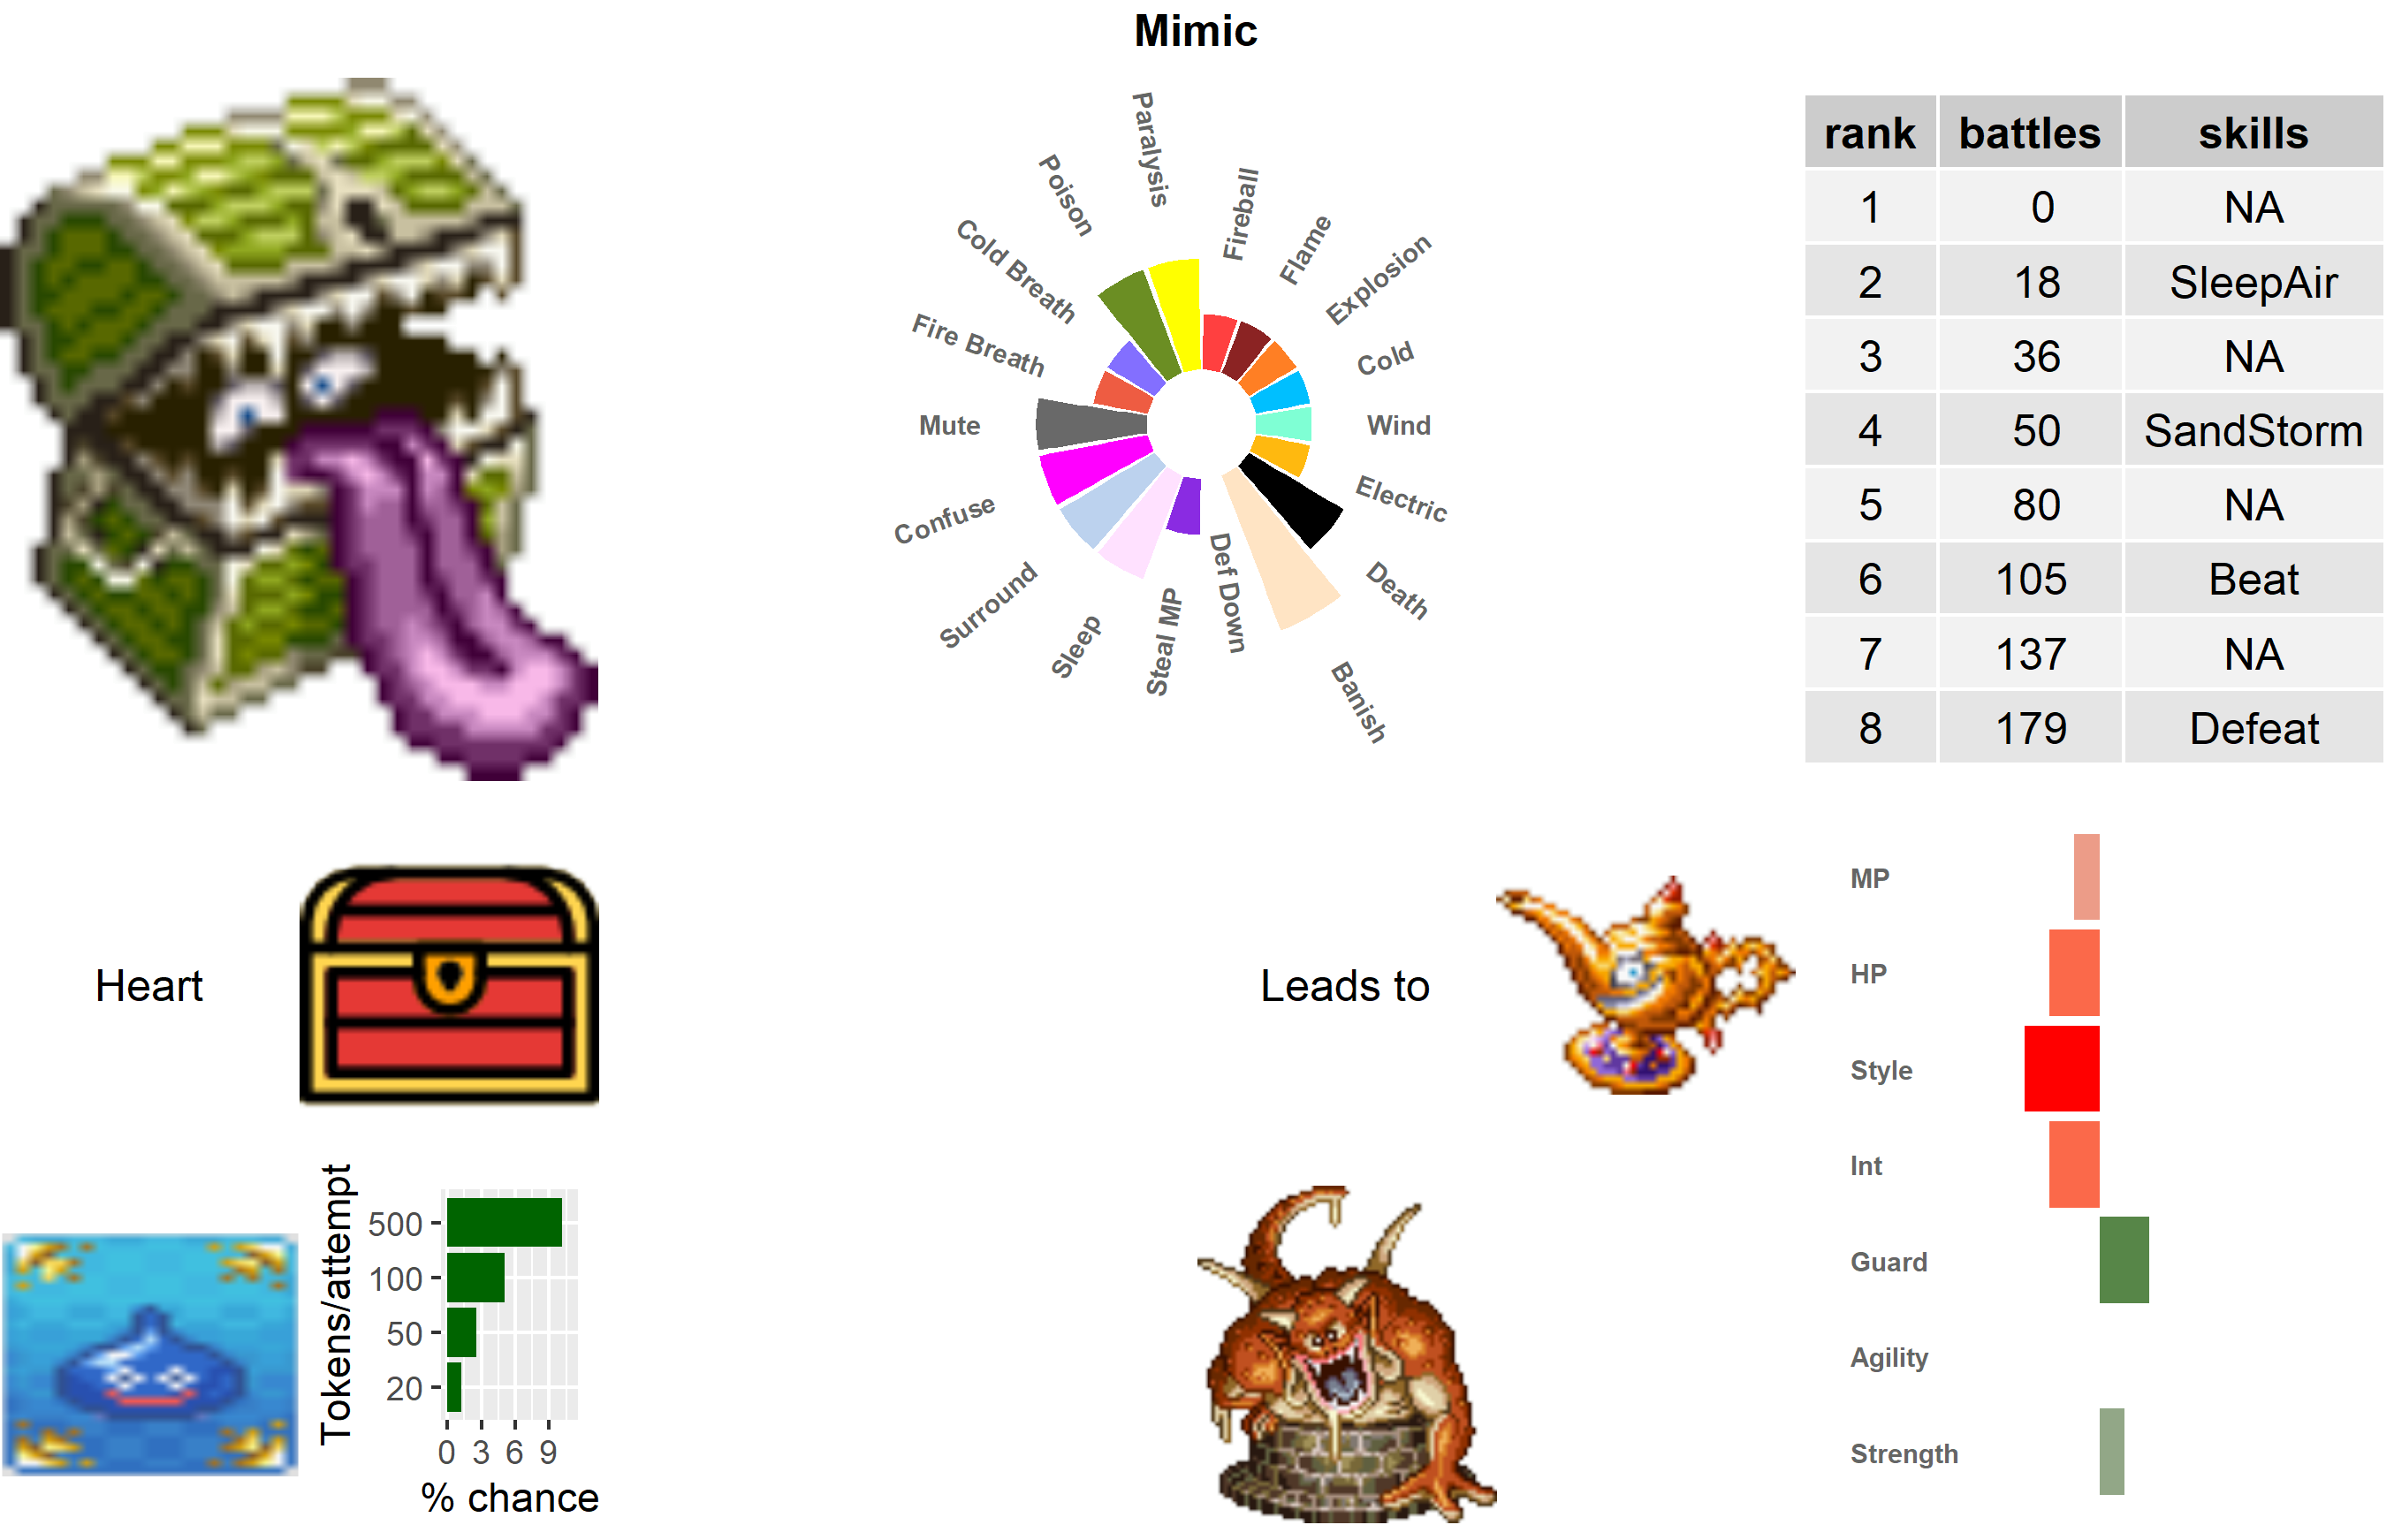 Mimic
Paralysis
Poison
Cold Breath
Fire Breath
Mute
Confuse
Surround
Sleep
Steal MP
Def Down
Banish
Death
Electric
Wind
Cold
Explosion
Flame
Fireball
rank battles skills
1 0 NA
2 18 SleepAir
3 36 NA
4 50 SandStorm
5 80 NA
6 105 Beat
7 137 NA
8 179 Defeat
Heart
Leads to
MP
HP
Style
Int
Guard
Agility
Strength
Tokens/attempt
500
100
50
20
0 3 6 9
% chance